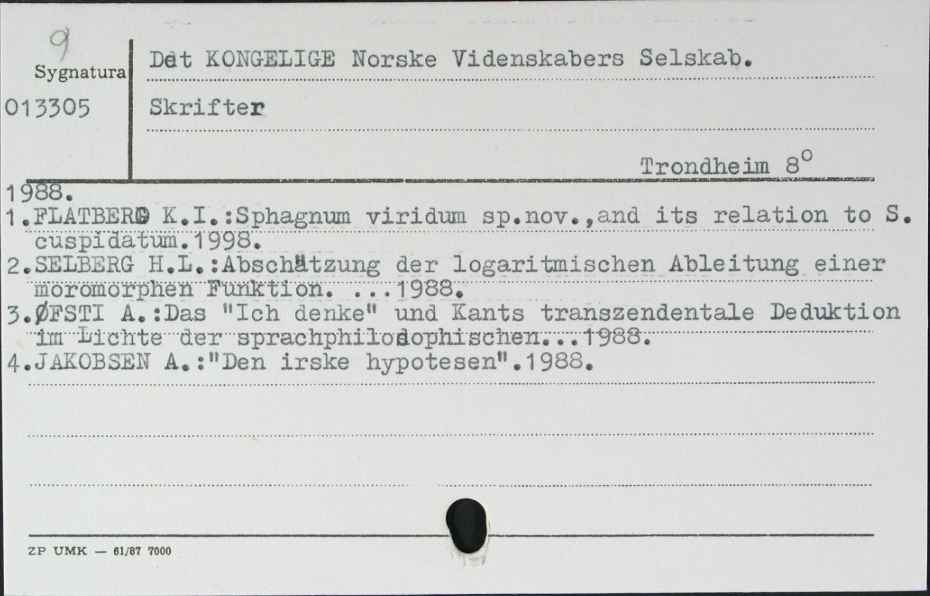 9
Sygnatura
013305
Det KONGELIGE Norske Videnskabers Selskab.
Skrifter
Trondheim 8⁰
1988.
1.FLATBERG K.I.:Sphagnum viridum sp.nov.,and its relation to S.
cuspidatum.1998.
2.SELBERG H.L.:Abschätzung der logaritmischen Ableitung einer
moromorphen Funktion. ...1988.
3.ØFSTI A.:Das "Ich denke" und Kants transzendentale Deduktion
im Lichte der sprachphilosophischen...1988.
4.JAKOBSEN A.:"Den irske hypotesen".1988.
ZP UMK — 61/87 7000